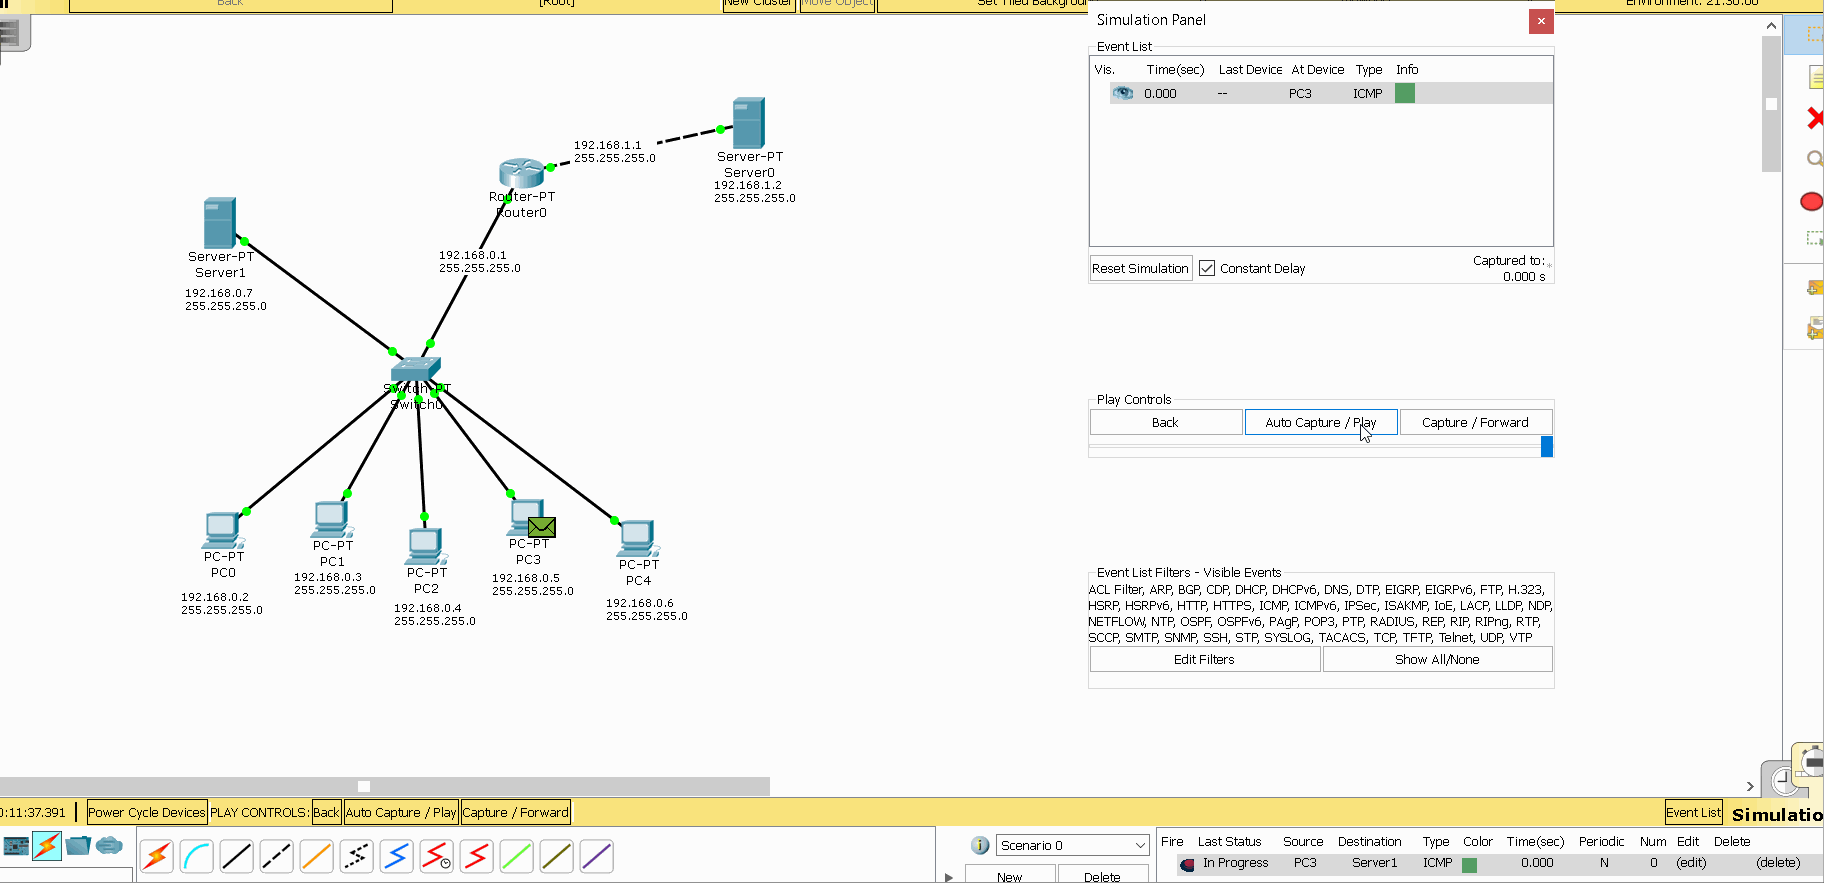 Back
[Root]
New Cluster
Move Object
Set Tiled Backgroun
Environment: 21:30:00
Simulation Panel
Event List
Vis. Time(sec) Last Device At Device Type Info
0.000 -- PC3 ICMP
Reset Simulation Constant Delay
Captured to:
0.000 s
Play Controls
Back Auto Capture / Play Capture / Forward
Event List Filters - Visible Events
ACL Filter, ARP, BGP, CDP, DHCP, DHCPv6, DNS, DTP, EIGRP, EIGRPv6, FTP, H.323,
HSRP, HSRPv6, HTTP, HTTPS, ICMP, ICMPv6, IPSec, ISAKMP, IoE, LACP, LLDP, NDP,
NETFLOW, NTP, OSPF, OSPFv6, PAgP, POP3, PTP, RADIUS, REP, RIP, RIPng, RTP,
SCCP, SMTP, SNMP, SSH, STP, SYSLOG, TACACS, TCP, TFTP, Telnet, UDP, VTP
Edit Filters Show All/None
192.168.1.1
255.255.255.0
Server-PT
Server0
192.168.1.2
255.255.255.0
Router-PT
Router0
Server-PT
Server1
192.168.0.7
255.255.255.0
192.168.0.1
255.255.255.0
Switch-PT
Switch0
PC-PT
PC0
192.168.0.2
255.255.255.0
PC-PT
PC1
192.168.0.3
255.255.255.0
PC-PT
PC2
192.168.0.4
255.255.255.0
PC-PT
PC3
192.168.0.5
255.255.255.0
PC-PT
PC4
192.168.0.6
255.255.255.0
0:11:37.391 Power Cycle Devices PLAY CONTROLS: Back Auto Capture / Play Capture / Forward
Event List Simulatio
Scenario 0
New Delete
Fire Last Status Source Destination Type Color Time(sec) Periodic Num Edit Delete
In Progress PC3 Server1 ICMP 0.000 N 0 (edit) (delete)